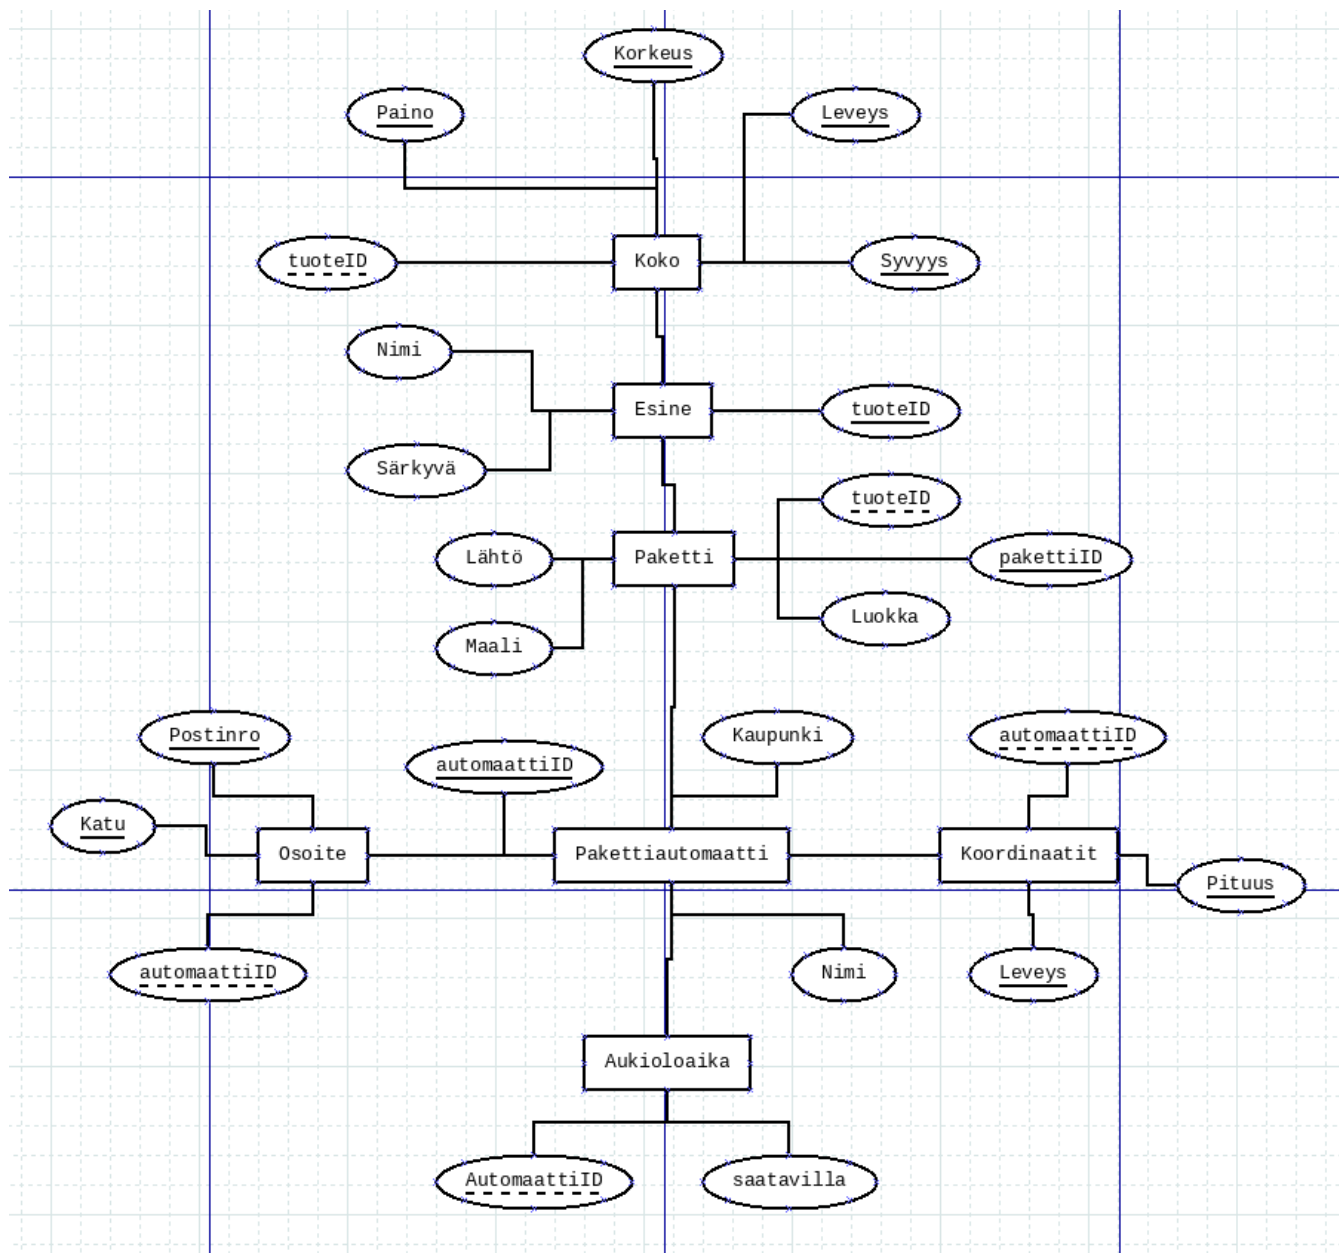 Korkeus
Paino
Leveys
tuoteID
Koko
Syvyys
Nimi
Esine
tuoteID
Särkyvä
tuoteID
Lähtö
Paketti
pakettiID
Luokka
Maali
Postinro
Kaupunki
automaattiID
automaattiID
Katu
Osoite
Pakettiautomaatti
Koordinaatit
Pituus
automaattiID
Nimi
Leveys
Aukioloaika
AutomaattiID
saatavilla